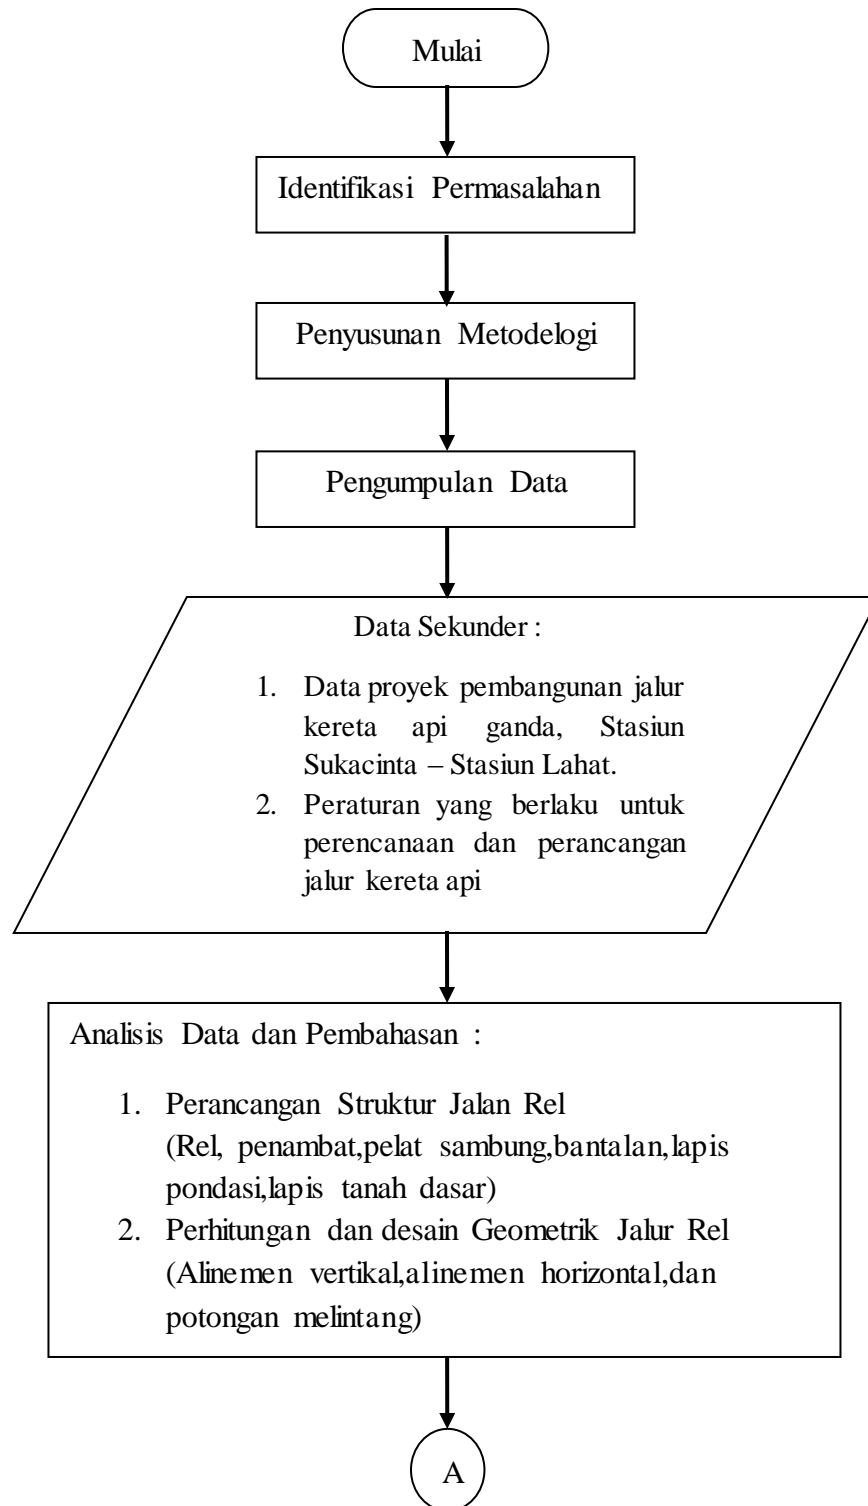 Mulai
Identifikasi Permasalahan
Penyusunan Metodelogi
Pengumpulan Data
Data Sekunder :
1. Data proyek pembangunan jalur
kereta api ganda, Stasiun
Sukacinta – Stasiun Lahat.
2. Peraturan yang berlaku untuk
perencanaan dan perancangan
jalur kereta api
Analisis Data dan Pembahasan :
1. Perancangan Struktur Jalan Rel
(Rel, penambat,pelat sambung,bantalan,lapis
pondasi,lapis tanah dasar)
2. Perhitungan dan desain Geometrik Jalur Rel
(Alinemen vertikal,alinemen horizontal,dan
potongan melintang)
A